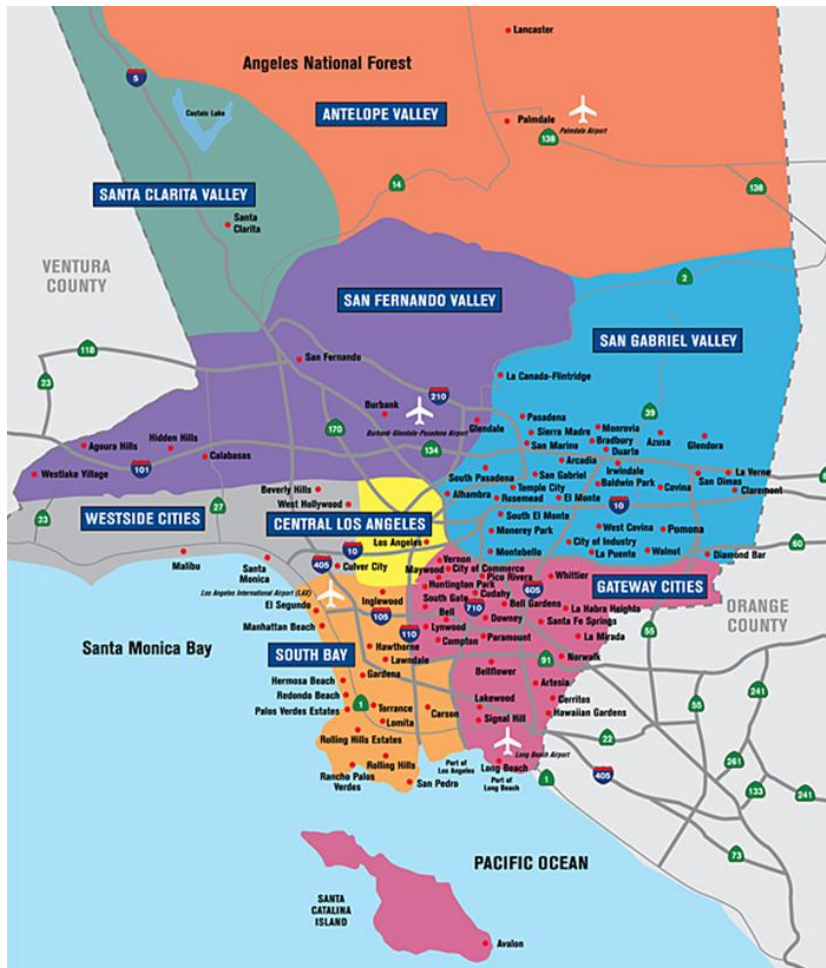 Lancaster
Angeles National Forest
5
Castaic Lake
ANTELOPE VALLEY
Palmdale
Palmdale Airport
138
14
138
SANTA CLARITA VALLEY
Santa
Clarita
VENTURA
COUNTY
2
SAN FERNANDO VALLEY
SAN GABRIEL VALLEY
118
23
San Fernando
La Canada-Flintridge
210
39
Burbank
Burbank-Glendale-Pasadena Airport
170
134
Glendale
Pasadena
Sierra Madre
Monrovia
Bradbury
Duarte
Azusa
Glendora
San Marino
Agoura Hills
Hidden Hills
Calabasas
101
Westlake Village
Arcadia
Irwindale
South Pasadena
San Gabriel
Baldwin Park
San Dimas
La Verne
Temple City
Covina
Claremont
Beverly Hills
Alhambra
Rosemead
El Monte
10
West Hollywood
23
WESTSIDE CITIES
27
CENTRAL LOS ANGELES
South El Monte
Monerey Park
West Covina
Pomona
Los Angeles
City of Industry
60
10
Malibu
Santa
Monica
405
Culver City
Montebello
La Puente
Walnut
Diamond Bar
Vernon
Maywood
City of Commerce
Pico Rivera
Whittier
GATEWAY CITIES
Los Angeles International Airport (LAX)
Inglewood
Huntington Park
Cudahy
605
El Segundo
105
South Gate
710
Bell Gardens
La Habra Heighla
ORANGE
COUNTY
Manhattan Beach
110
Bell
Downey
Santa Fe Springs
55
Lynwood
La Mirada
Santa Monica Bay
SOUTH BAY
Hawthorne
Compton
Paramount
Lawndale
91
Norwalk
Gardena
Bellflower
Hermosa Beach
Artesia
Redondo Beach
Lakewood
Cerritos
241
Palos Verdes Estates
1
Torrance
Carson
Hawaiian Gardens
55
Lomita
Signal Hill
Rolling Hills Estates
22
Long Beach Airport
261
Rolling Hills
Part of
Los Angeles
Long Beach
405
Rancho Palos
Verdes
San Pedro
Part of
Long Beach
1
133
241
73
PACIFIC OCEAN
SANTA
CATALINA
ISLAND
Avalon